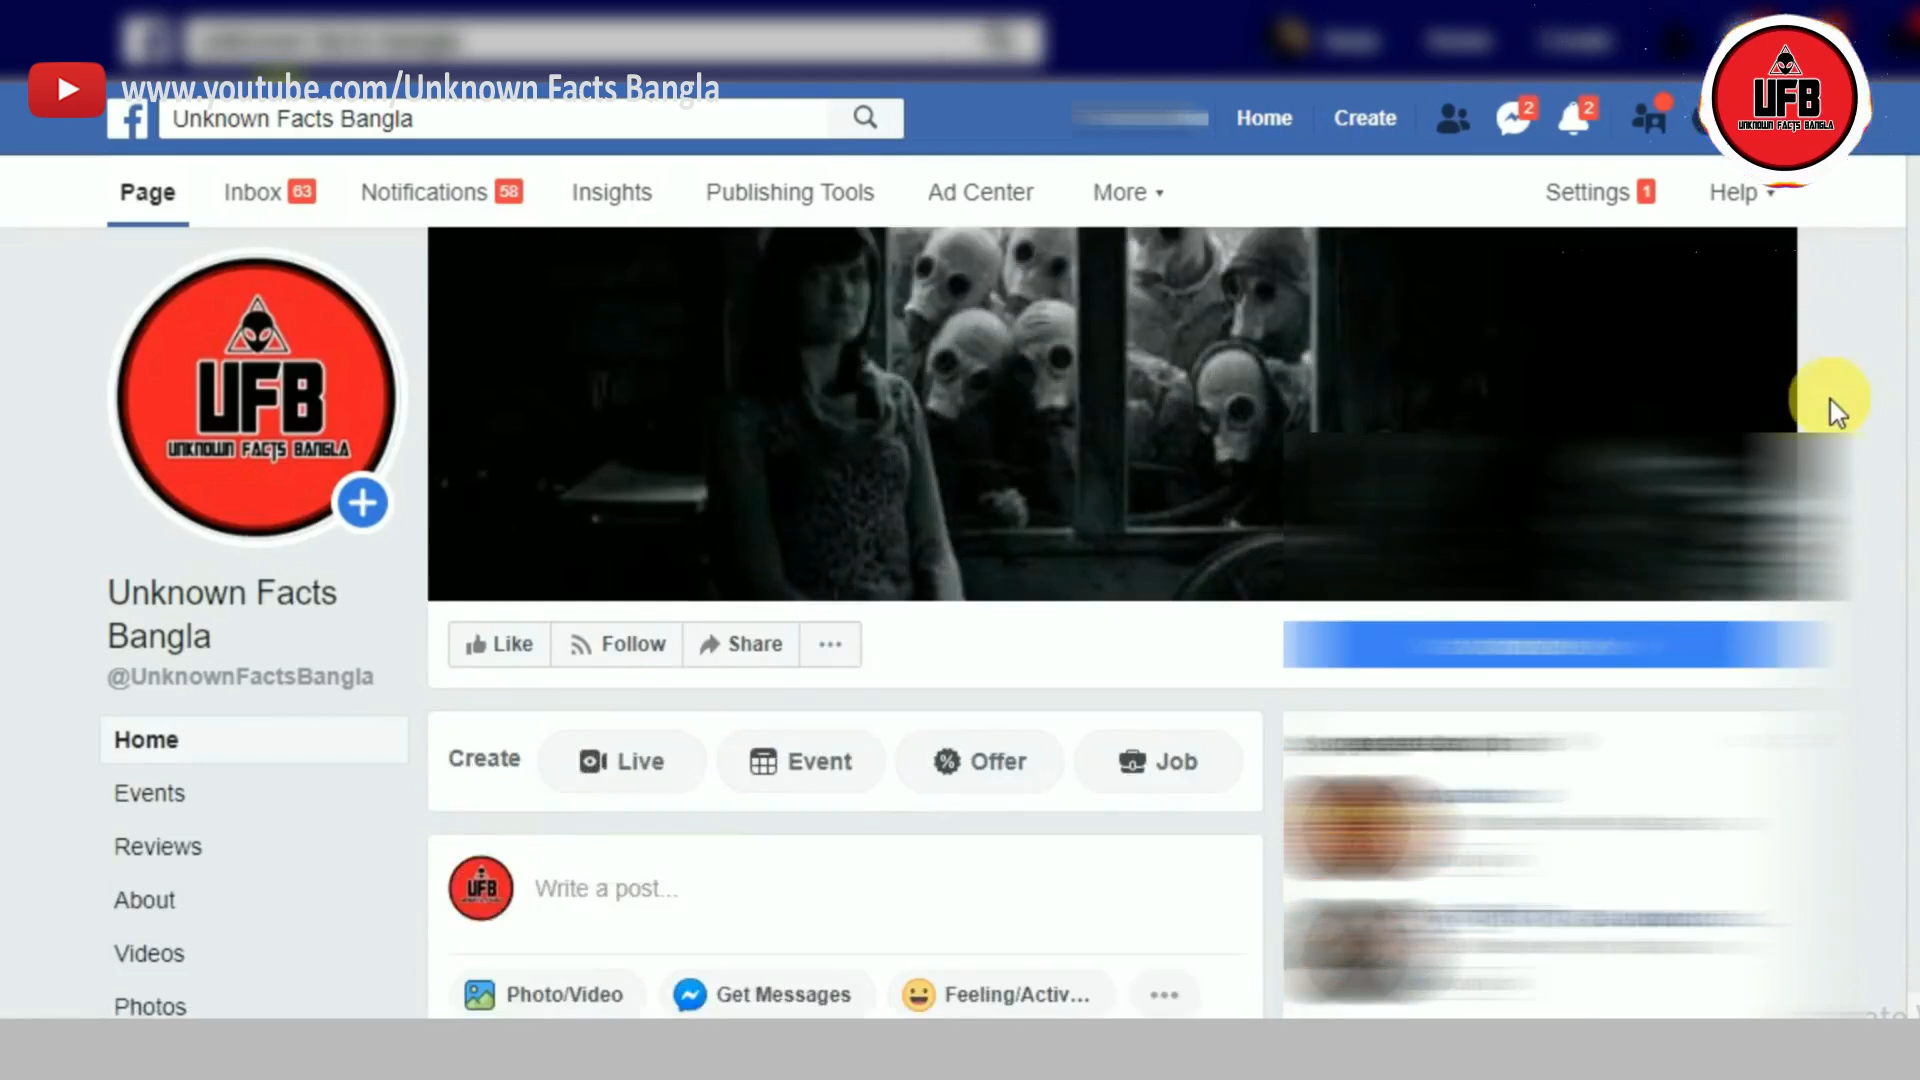 www.youtube.com/Unknown Facts Bangla
UFB
UNKNOWN FACTS BANGLA
Unknown Facts Bangla
Home
Create
2
2
Page
Inbox 63
Notifications 58
Insights
Publishing Tools
Ad Center
More
Settings 1
Help
UFB
UNKNOWN FACTS BANGLA
Unknown Facts
Bangla
@UnknownFactsBangla
Like
Follow
Share
Home
Events
Reviews
About
Videos
Photos
Create
Live
Event
Offer
Job
UFB
Write a post...
Photo/Video
Get Messages
Feeling/Activ...